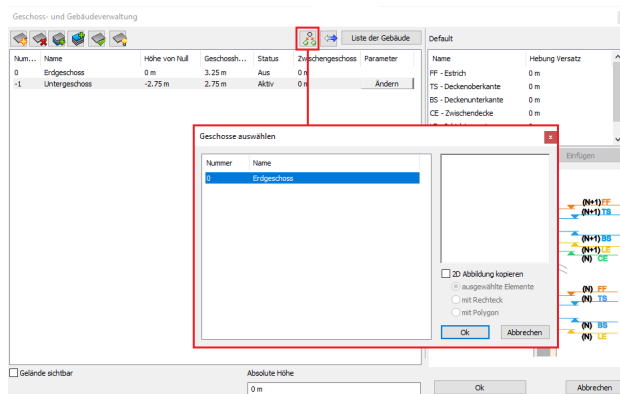 Geschoss- und Gebäudeverwaltung
Liste der Gebäude
Default
Num... Name Höhe von Null Geschossh... Status Zwischengeschoss Parameter
0 Erdgeschoss 0 m 3.25 m Aus 0 m
-1 Untergeschoss -2.75 m 2.75 m Aktiv 0 m Ändern
Name Hebung Versatz
FF - Estrich 0 m
TS - Deckenoberkante 0 m
BS - Deckenunterkante 0 m
CE - Zwischendecke 0 m
Einfügen
Geschosse auswählen
Nummer Name
0 Erdgeschoss
2D Abbildung kopieren
ausgewählte Elemente
mit Rechteck
mit Polygon
Ok Abbrechen
(N+1) FF
(N+1) TS
(N+1) BS
(N+1) LE
(N) CE
(N) FF
(N) TS
(N) BS
(N) LE
Gelände sichtbar
Absolute Höhe
0 m
Ok Abbrechen